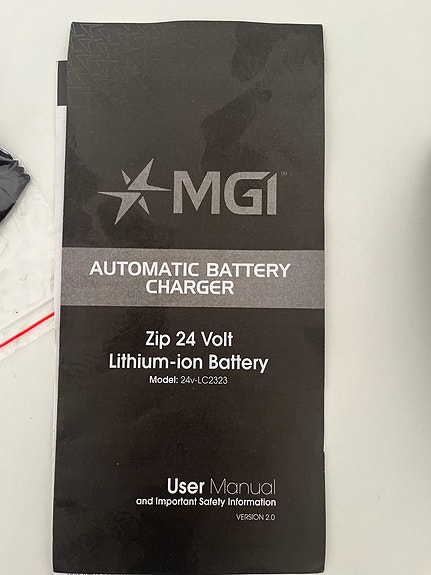 MGI™
AUTOMATIC BATTERY
CHARGER
Zip 24 Volt
Lithium-ion Battery
Model: 24v-LC2323
User Manual
and Important Safety Information
VERSION 2.0